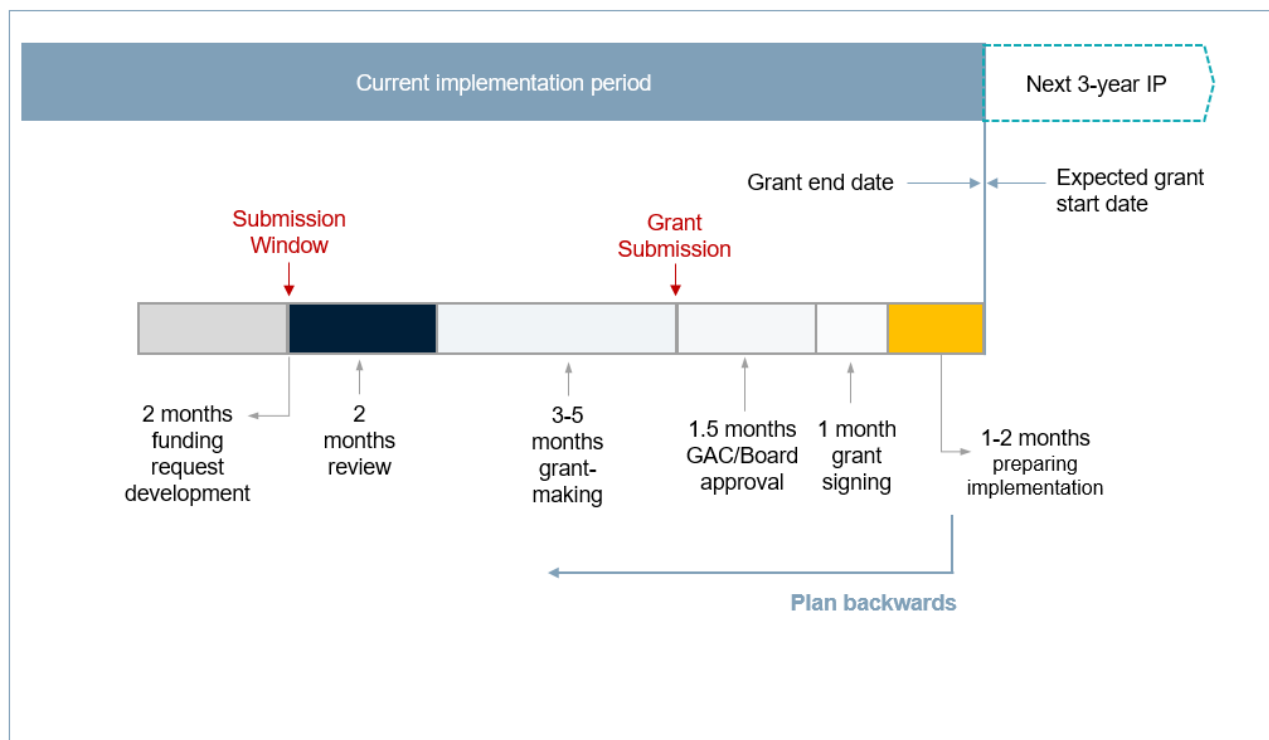 Current implementation period
Next 3-year IP
Grant end date
Expected grant
start date
Submission
Window
Grant
Submission
2 months
funding
request
development
2
months
review
3-5
months
grant-
making
1.5 months
GAC/Board
approval
1 month
grant
signing
1-2 months
preparing
implementation
Plan backwards